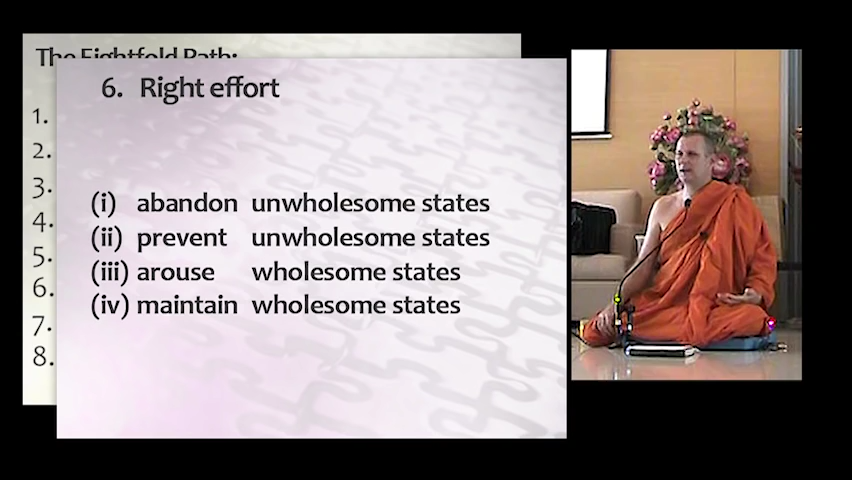 The Eightfold Path:
6. Right effort
(i) abandon unwholesome states
(ii) prevent unwholesome states
(iii) arouse wholesome states
(iv) maintain wholesome states
1.
2.
3.
4.
5.
6.
7.
8.